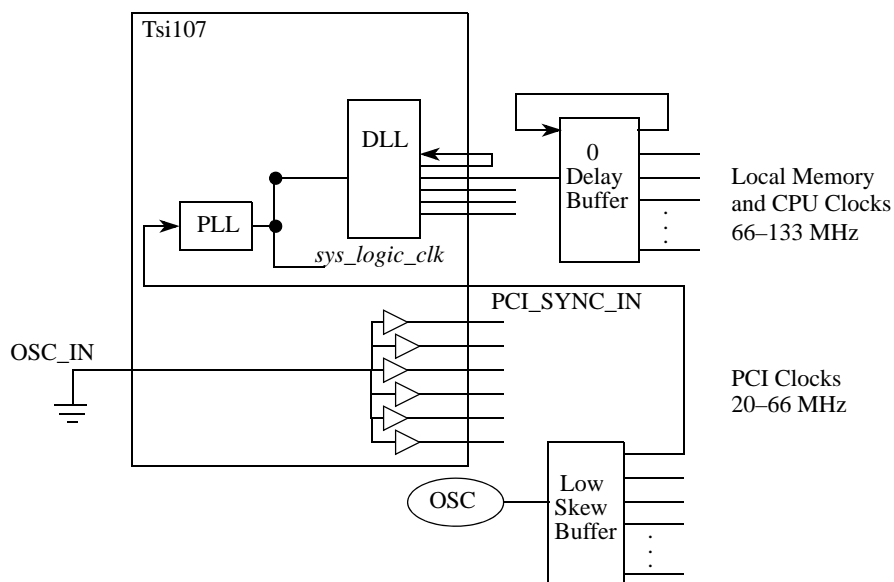 Tsi107
DLL
0
Delay
Buffer
Local Memory
and CPU Clocks
66–133 MHz
PLL
sys_logic_clk
PCI_SYNC_IN
OSC_IN
PCI Clocks
20–66 MHz
OSC
Low
Skew
Buffer